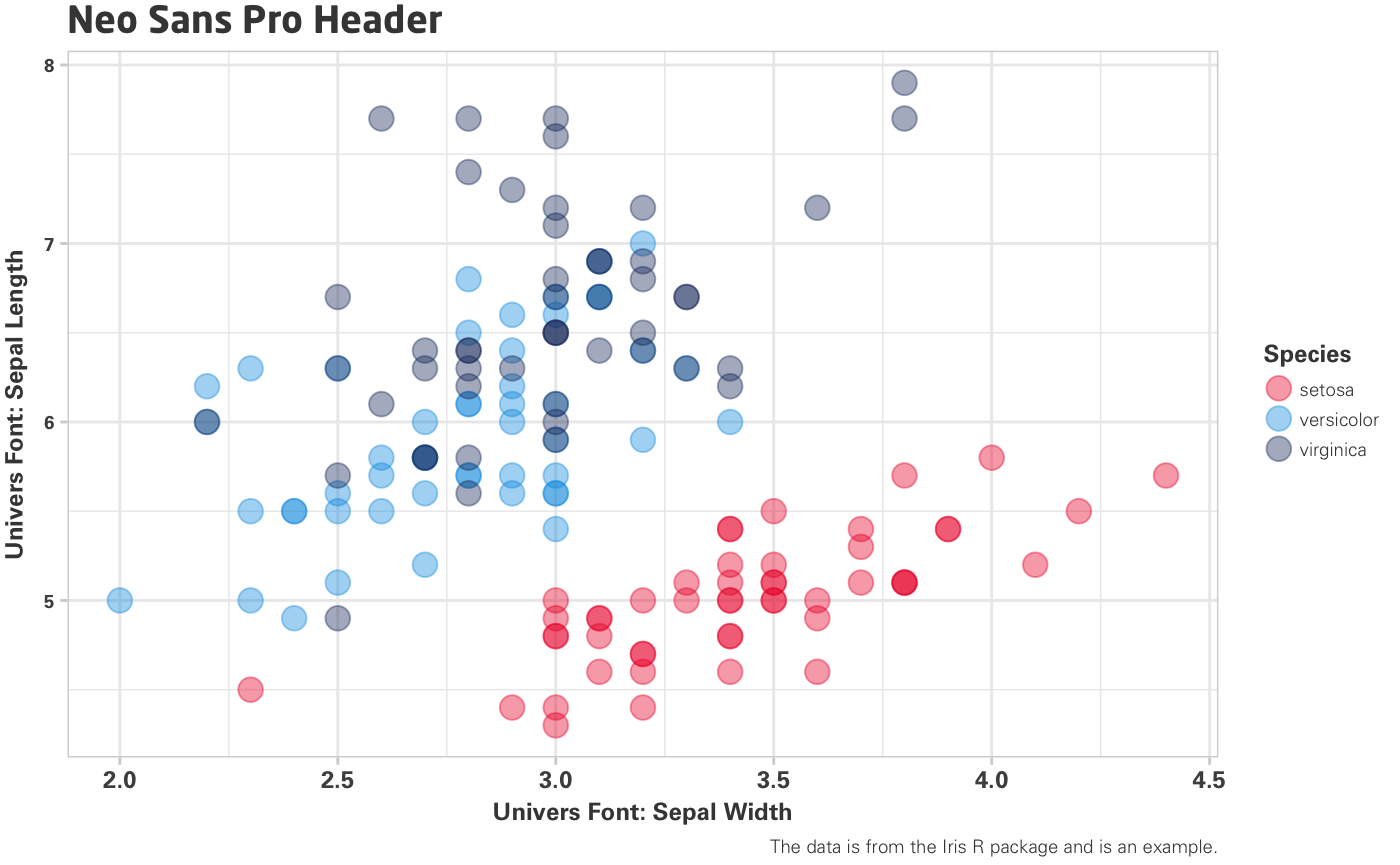 Neo Sans Pro Header
Univers Font: Sepal Length
8
7
6
5
2.0 2.5 3.0 3.5 4.0 4.5
Univers Font: Sepal Width
Species
setosa
versicolor
virginica
The data is from the Iris R package and is an example.